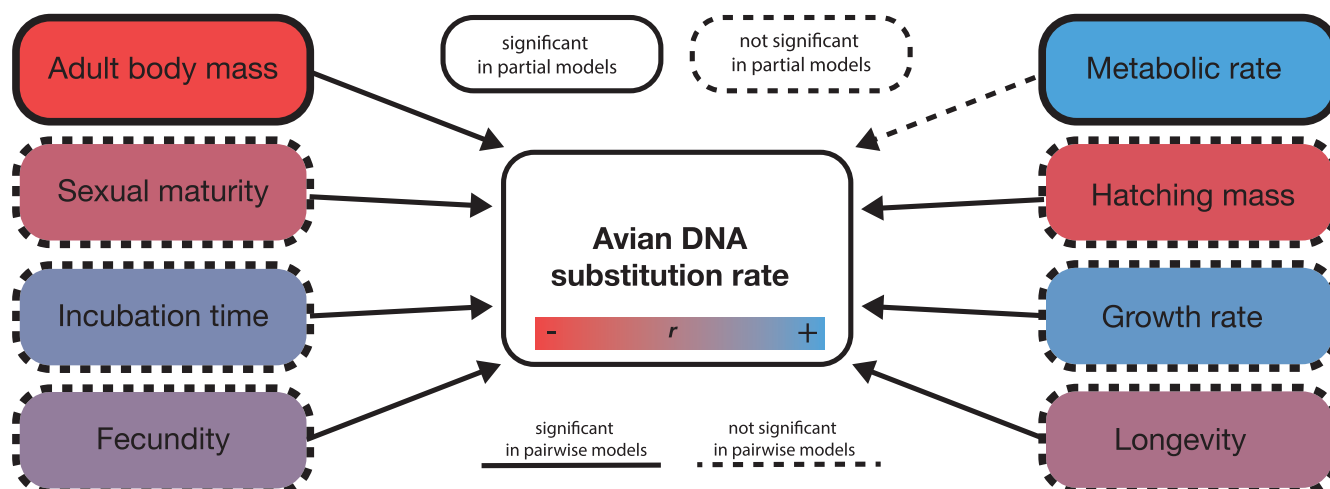 Adult body mass
significant
in partial models
not significant
in partial models
Metabolic rate
Sexual maturity
Hatching mass
Avian DNA
substitution rate
Incubation time
Growth rate
- r +
Fecundity
significant
in pairwise models
not significant
in pairwise models
Longevity